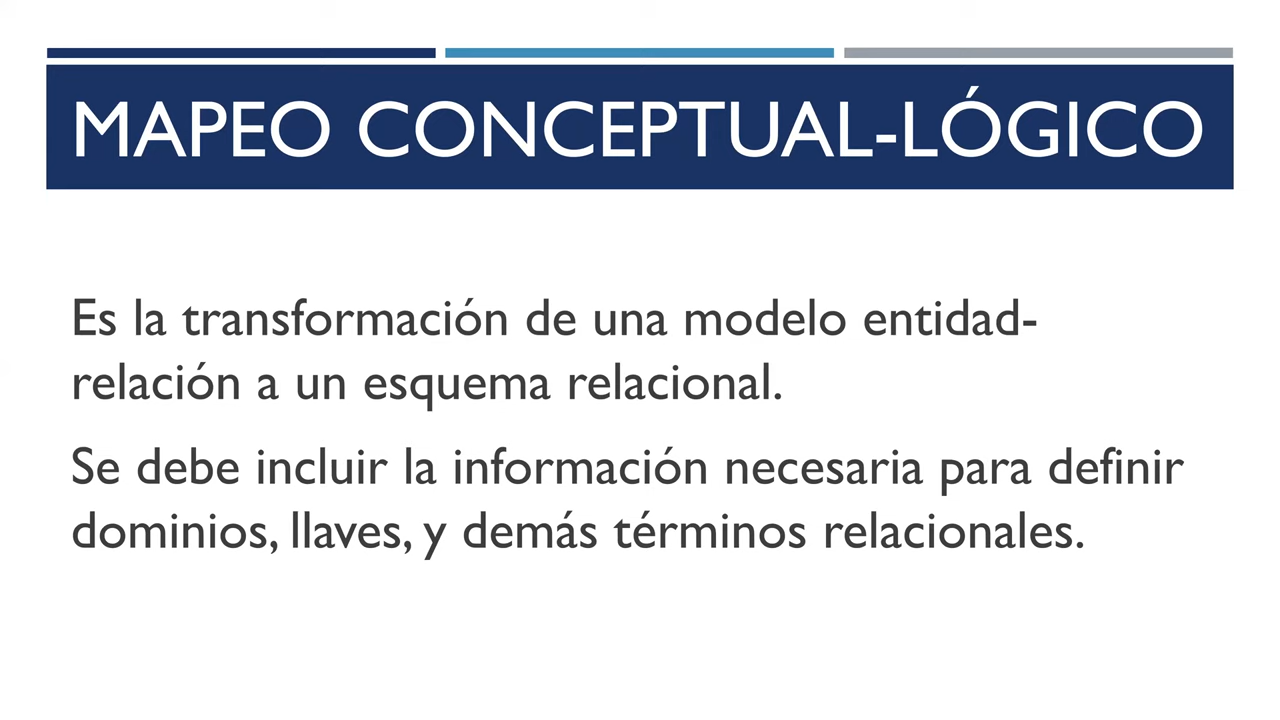 MAPEO CONCEPTUAL-LÓGICO
Es la transformación de una modelo entidad-
relación a un esquema relacional.
Se debe incluir la información necesaria para definir
dominios, llaves, y demás términos relacionales.